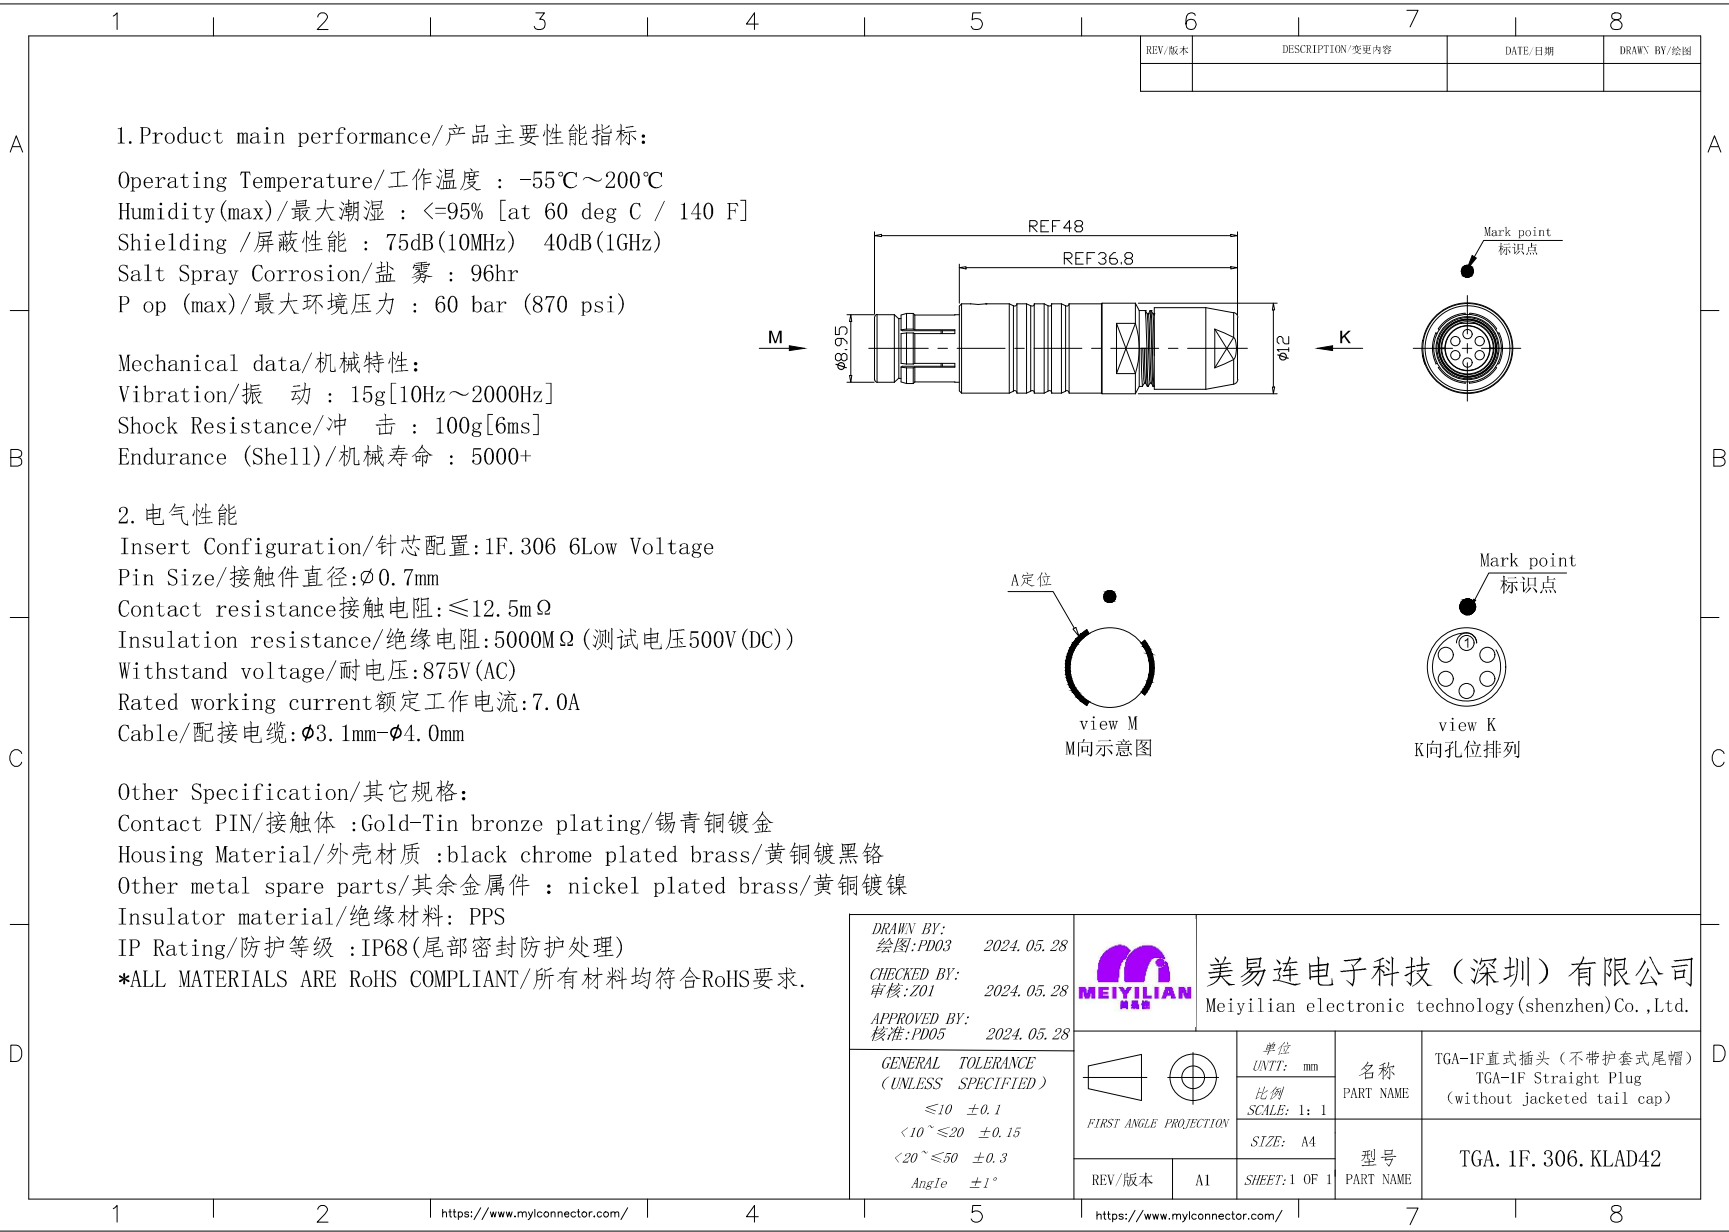 1 2 3 4 5 6 7 8
REV/版本 DESCRIPTION/变更内容 DATE/日期 DRAWN BY/绘图
A A
1.Product main performance/产品主要性能指标:
Operating Temperature/工作温度 : -55℃～200℃
Humidity(max)/最大潮湿 : <=95% [at 60 deg C / 140 F]
Shielding /屏蔽性能 : 75dB(10MHz) 40dB(1GHz)
Salt Spray Corrosion/盐 雾 : 96hr
P op (max)/最大环境压力 : 60 bar (870 psi)
Mechanical data/机械特性:
Vibration/振 动 : 15g[10Hz～2000Hz]
Shock Resistance/冲 击 : 100g[6ms]
Endurance (Shell)/机械寿命 : 5000+
REF48
REF36.8
M
ø8.95
ø12
K
Mark point
标识点
B B
2.电气性能
Insert Configuration/针芯配置:1F.306 6Low Voltage
Pin Size/接触件直径:∅0.7mm
Contact resistance接触电阻:≤12.5mΩ
Insulation resistance/绝缘电阻:5000MΩ(测试电压500V(DC))
Withstand voltage/耐电压:875V(AC)
Rated working current额定工作电流:7.0A
Cable/配接电缆:Φ3.1mm-Φ4.0mm
A定位
view M
M向示意图
Mark point
标识点
1
view K
K向孔位排列
C C
Other Specification/其它规格:
Contact PIN/接触体 :Gold-Tin bronze plating/锡青铜镀金
Housing Material/外壳材质 :black chrome plated brass/黄铜镀黑铬
Other metal spare parts/其余金属件 : nickel plated brass/黄铜镀镍
Insulator material/绝缘材料: PPS
IP Rating/防护等级 :IP68(尾部密封防护处理)
*ALL MATERIALS ARE RoHS COMPLIANT/所有材料均符合RoHS要求.
D D
DRAWN BY:
绘图:PD03 2024.05.28
CHECKED BY:
审核:Z01 2024.05.28
APPROVED BY:
核准:PD05 2024.05.28
MEIYILIAN
美易连
美易连电子科技（深圳）有限公司
Meiyilian electronic technology(shenzhen)Co.,Ltd.
GENERAL TOLERANCE
(UNLESS SPECIFIED)
≤10 ±0.1
<10~≤20 ±0.15
<20~≤50 ±0.3
Angle ±1°
FIRST ANGLE PROJECTION
REV/版本 A1
单位
UNTT: mm
比例
SCALE: 1: 1
SIZE: A4
SHEET:1 OF 1
名称
PART NAME
TGA-1F直式插头（不带护套式尾帽）
TGA-1F Straight Plug
(without jacketed tail cap)
型号
PART NAME
TGA.1F.306.KLAD42
1 2 https://www.mylconnector.com/ 4 5 https://www.mylconnector.com/ 7 8